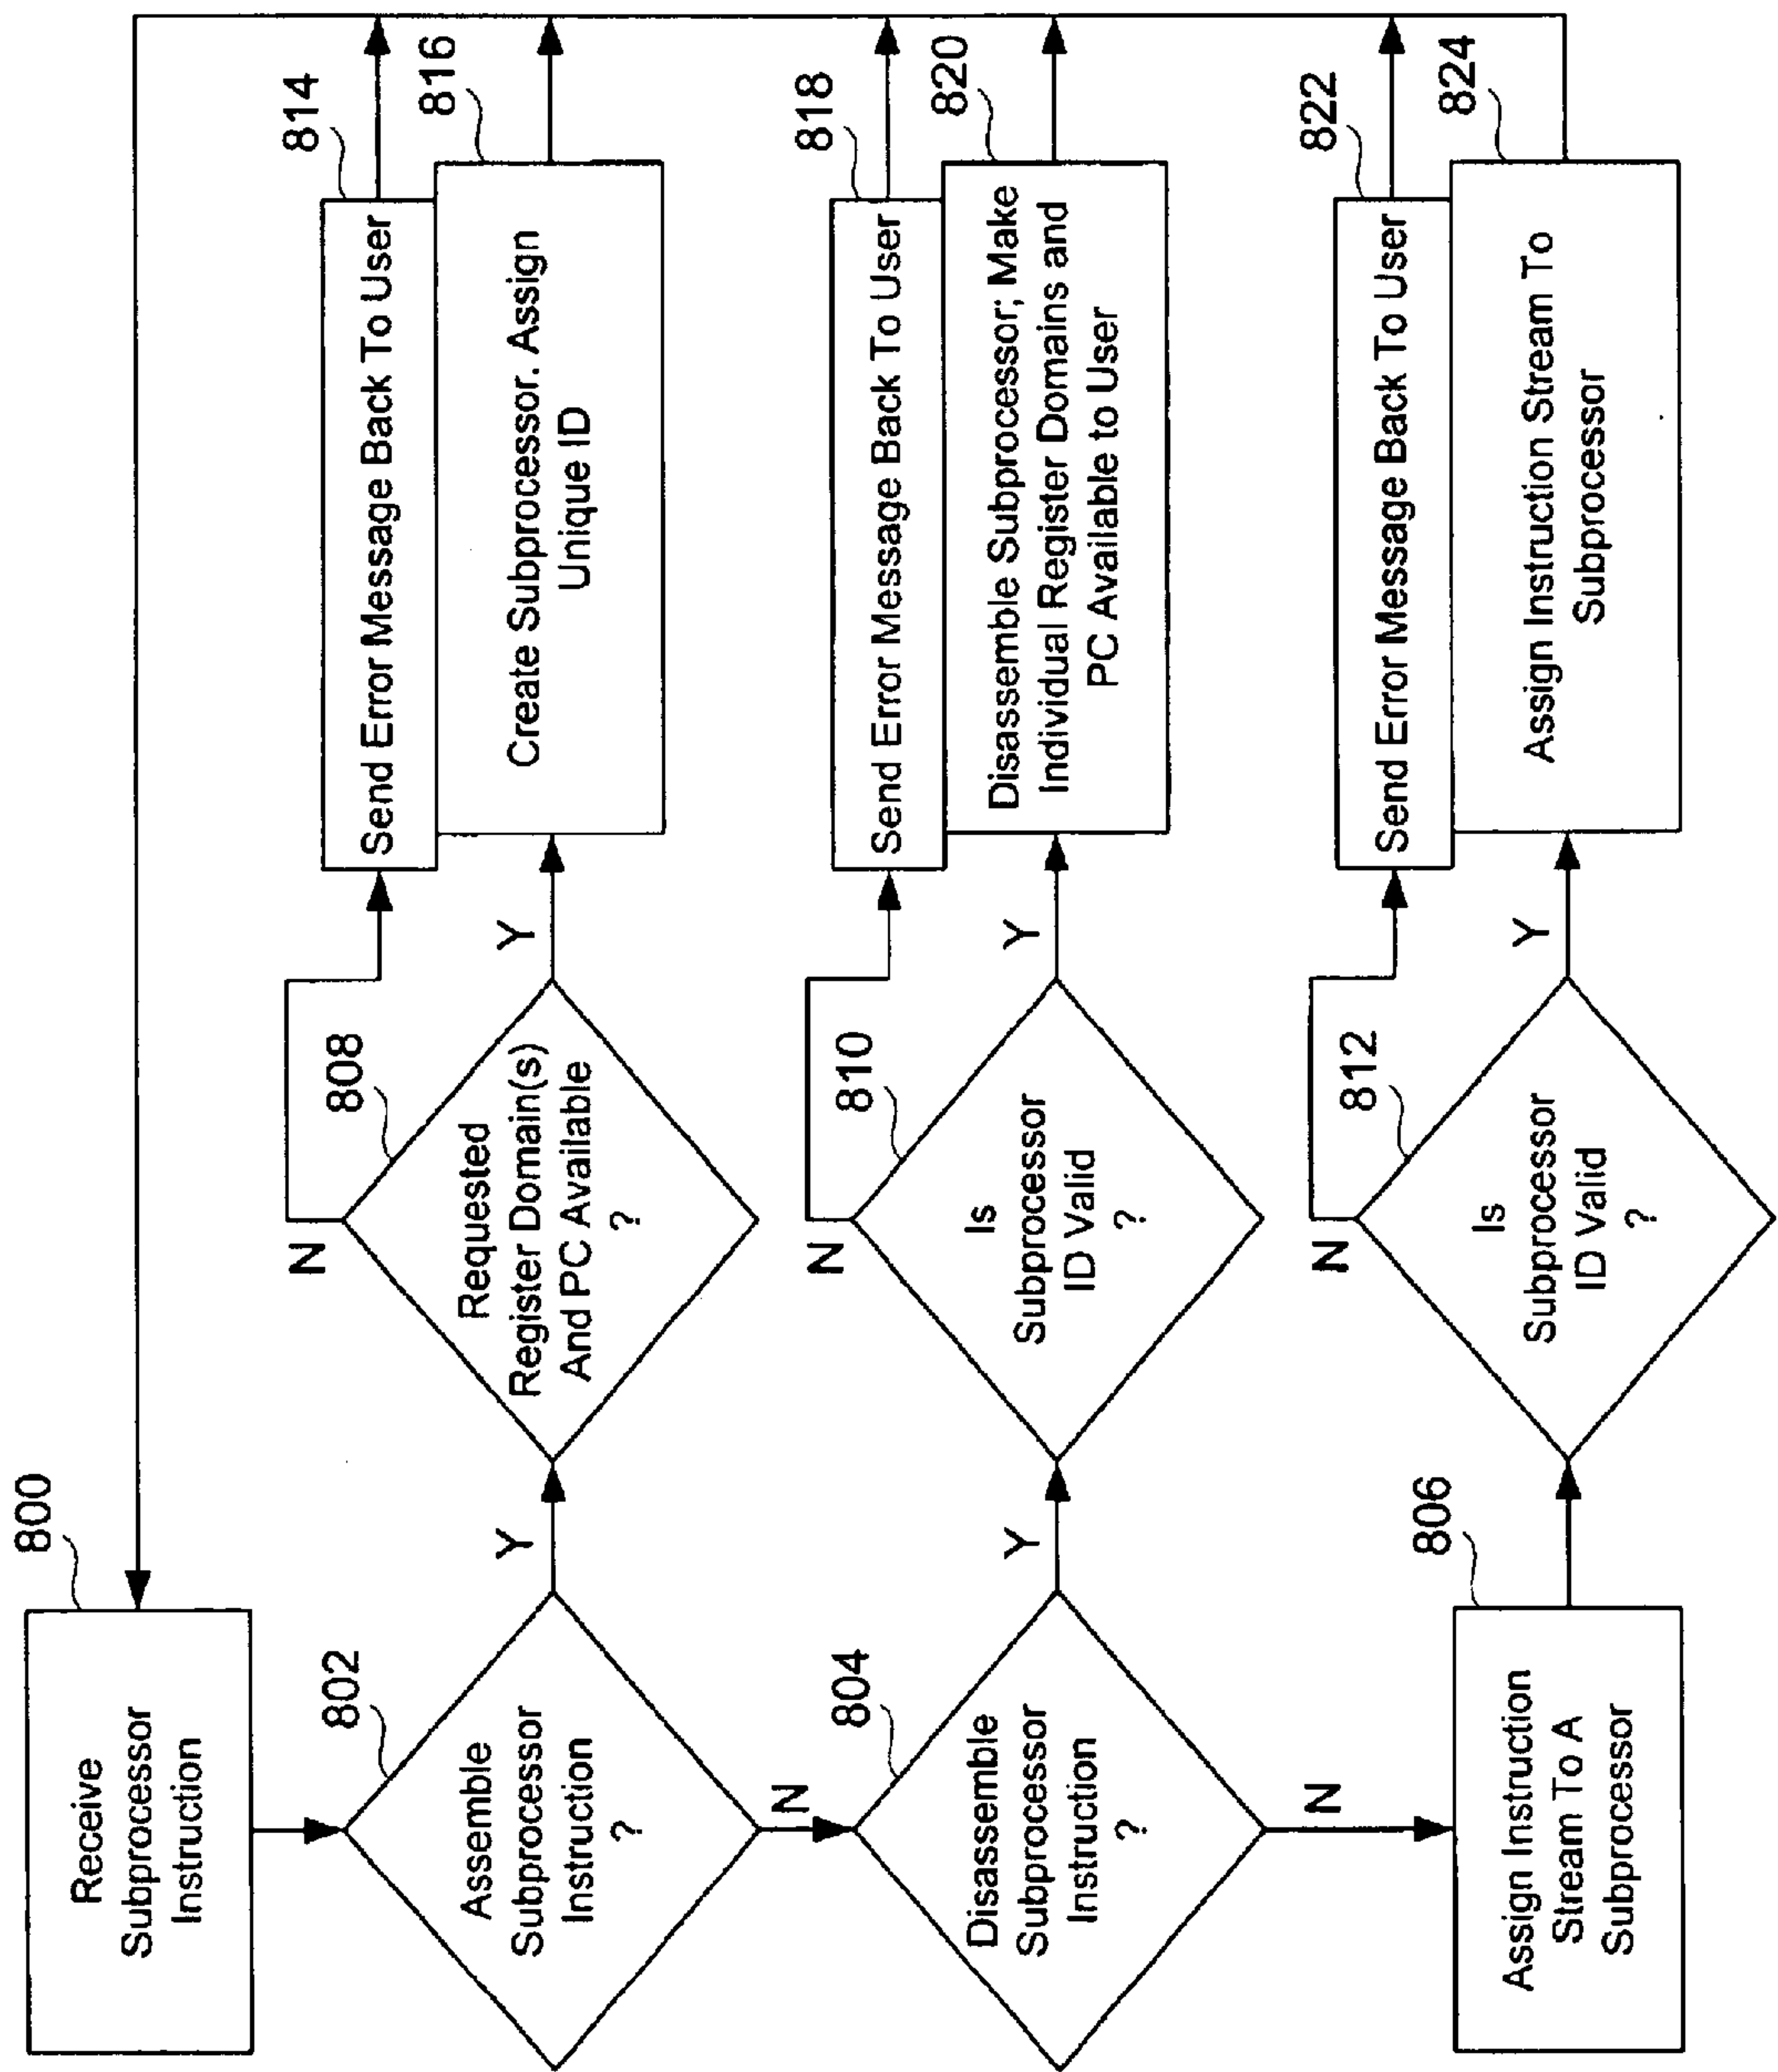 800
Receive
Subprocessor
Instruction
802
Assemble
Subprocessor
Instruction
?
Y
N
808
Requested
Register Domain(s)
And PC Available
?
N
Y
814
Send Error Message Back To User
816
Create Subprocessor. Assign
Unique ID
804
Disassemble
Subprocessor
Instruction
?
Y
N
810
Is
Subprocessor
ID Valid
?
N
Y
818
Send Error Message Back To User
820
Disassemble Subprocessor; Make
Individual Register Domains and
PC Available to User
806
Assign Instruction
Stream To A
Subprocessor
812
Is
Subprocessor
ID Valid
?
N
Y
822
Send Error Message Back To User
824
Assign Instruction Stream To
Subprocessor